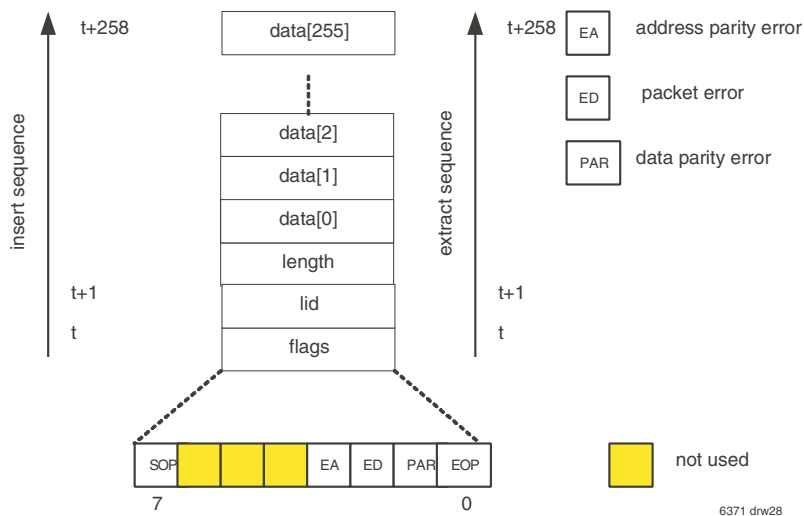 t+258
data[255]
t+258
EA
address parity error
ED
packet error
PAR
data parity error
insert sequence
extract sequence
data[2]
data[1]
data[0]
length
t+1
lid
t+1
t
flags
t
SOP
EA
ED
PAR
EOP
not used
7
0
6371 drw28